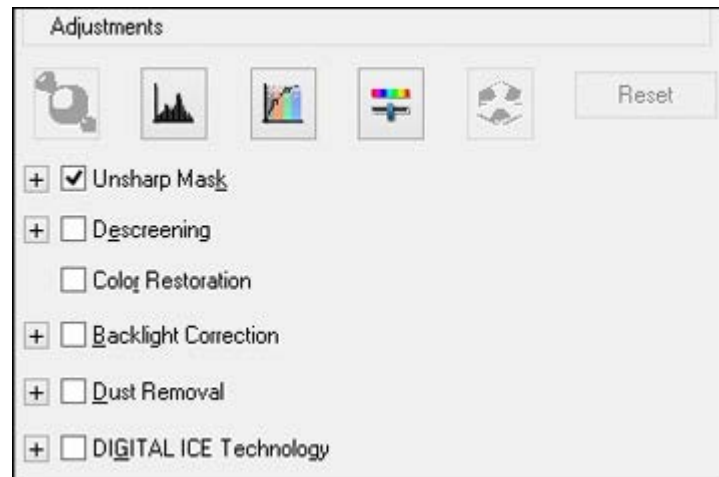 Adjustments
Reset
Unsharp Mask
Descreening
Color Restoration
Backlight Correction
Dust Removal
DIGITAL ICE Technology